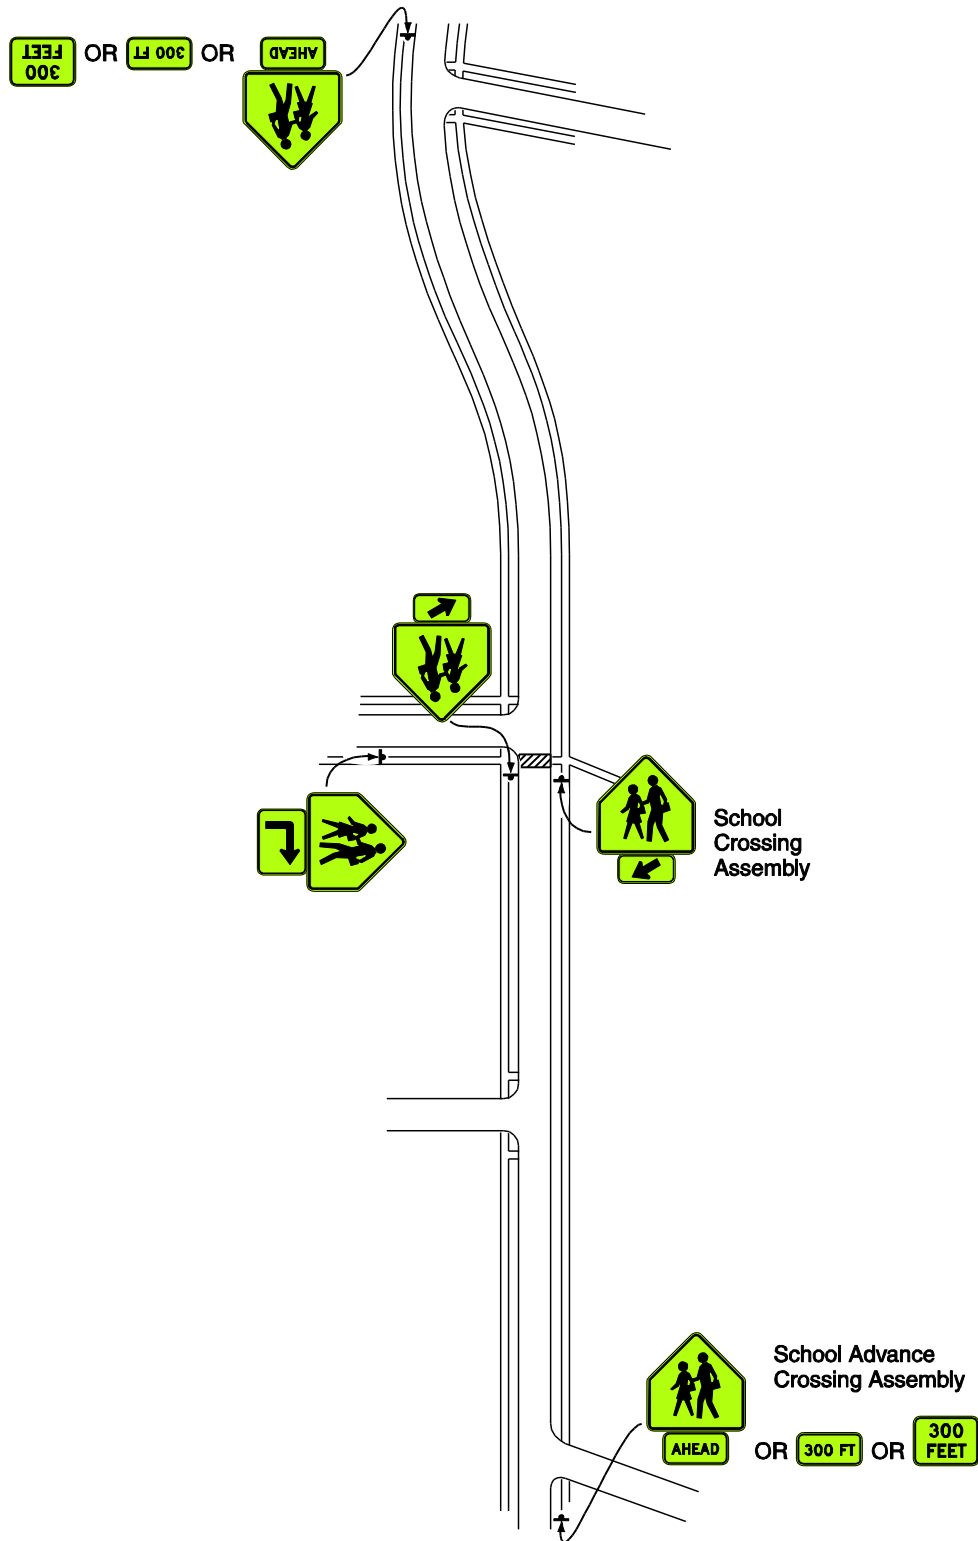 300
FEET
OR
300 FT
OR
AHEAD
School
Crossing
Assembly
School Advance
Crossing Assembly
AHEAD
OR
300 FT
OR
300
FEET